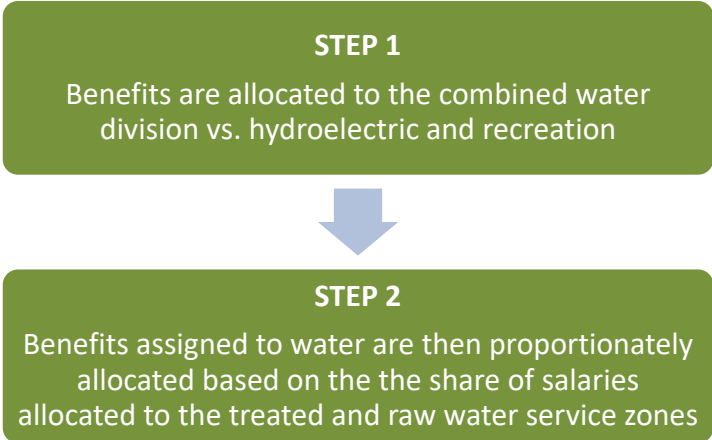 STEP 1
Benefits are allocated to the combined water
division vs. hydroelectric and recreation
STEP 2
Benefits assigned to water are then proportionately
allocated based on the the share of salaries
allocated to the treated and raw water service zones